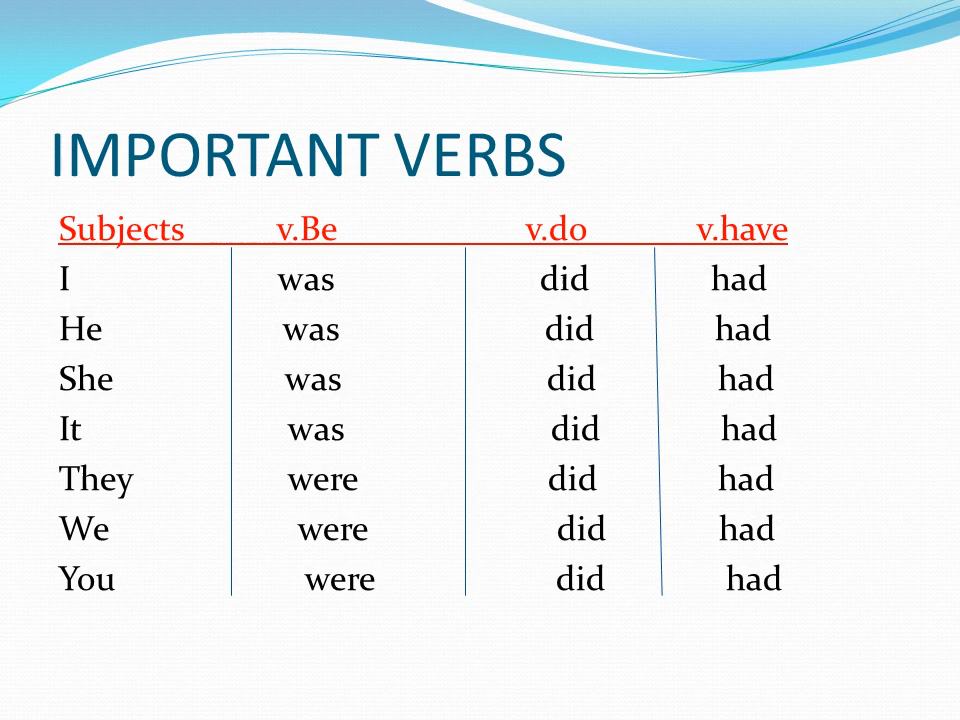 IMPORTANT VERBS
Subjects v.Be v.do v.have
I was did had
He was did had
She was did had
It was did had
They were did had
We were did had
You were did had